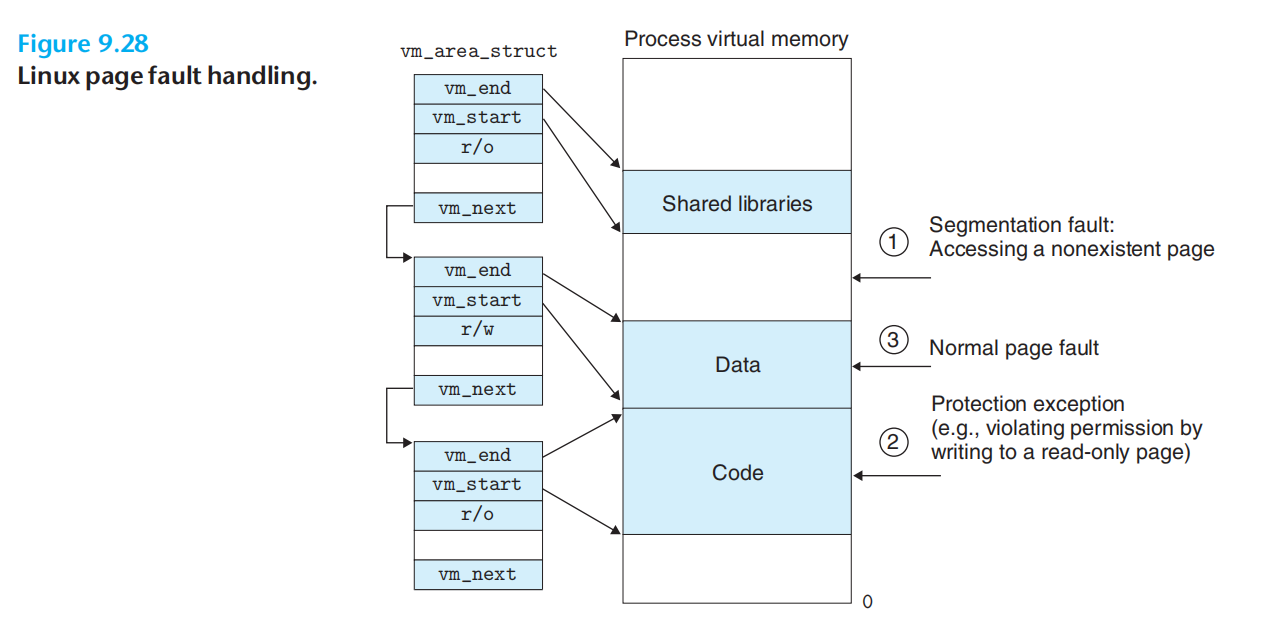 Figure 9.28
Linux page fault handling.
vm_area_struct
vm_end
vm_start
r/o
vm_next
vm_end
vm_start
r/w
vm_next
vm_end
vm_start
r/o
vm_next
Process virtual memory
Shared libraries
Data
Code
0
1
Segmentation fault:
Accessing a nonexistent page
3
Normal page fault
2
Protection exception
(e.g., violating permission by
writing to a read-only page)